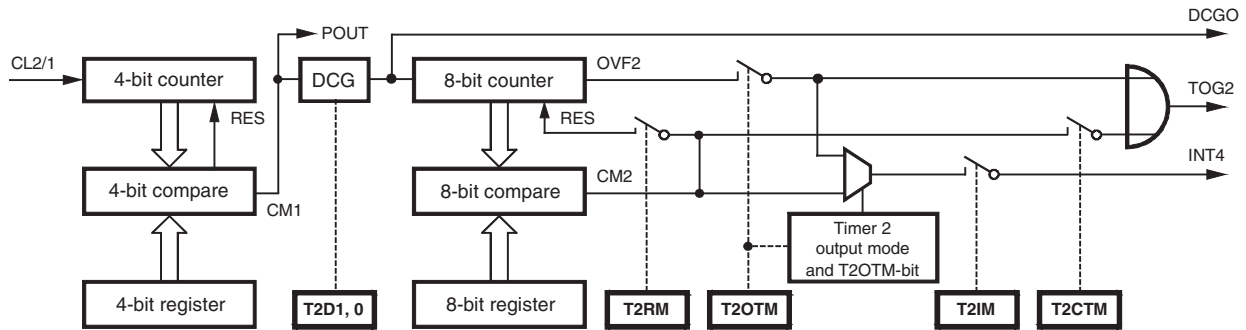 DCGO
POUT
CL2/1
4-bit counter
DCG
8-bit counter
OVF2
TOG2
RES
RES
INT4
4-bit compare
CM1
8-bit compare
CM2
Timer 2
output mode
and T2OTM-bit
4-bit register
T2D1, 0
8-bit register
T2RM
T2OTM
T2IM
T2CTM